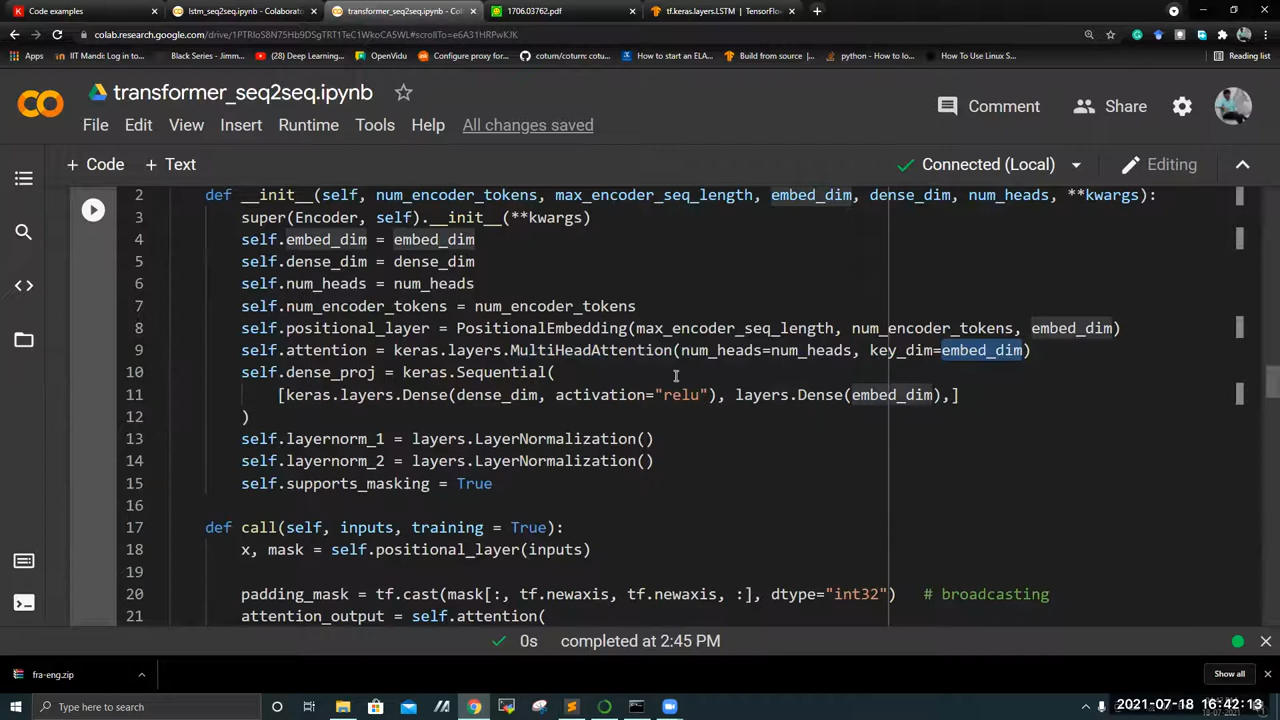 Code examples
lstm_seq2seq.ipynb - Colaborato
transformer_seq2seq.ipynb - Col
1706.03762.pdf
tf.keras.layers.LSTM | TensorFlow
colab.research.google.com/drive/1PTRIoS8N75Hb9DSgTRT1TeC1WkoCA5WL#scrollTo=e6A31HRPwKJK
Apps
IIT Mandi: Log in to...
Black Series - Jimm...
(28) Deep Learning...
OpenVidu
Configure proxy for...
coturn/coturn: cotu...
How to start an ELA...
Build from source...
python - How to lo...
How To Use Linux S...
Reading list
transformer_seq2seq.ipynb
File Edit View Insert Runtime Tools Help All changes saved
Comment
Share
+ Code + Text
Connected (Local)
Editing
2 def __init__(self, num_encoder_tokens, max_encoder_seq_length, embed_dim, dense_dim, num_heads, **kwargs):
3 super(Encoder, self).__init__(**kwargs)
4 self.embed_dim = embed_dim
5 self.dense_dim = dense_dim
6 self.num_heads = num_heads
7 self.num_encoder_tokens = num_encoder_tokens
8 self.positional_layer = PositionalEmbedding(max_encoder_seq_length, num_encoder_tokens, embed_dim)
9 self.attention = keras.layers.MultiHeadAttention(num_heads=num_heads, key_dim=embed_dim)
10 self.dense_proj = keras.Sequential(
11 [keras.layers.Dense(dense_dim, activation="relu"), layers.Dense(embed_dim),]
12 )
13 self.layernorm_1 = layers.LayerNormalization()
14 self.layernorm_2 = layers.LayerNormalization()
15 self.supports_masking = True
16
17 def call(self, inputs, training = True):
18 x, mask = self.positional_layer(inputs)
19
20 padding_mask = tf.cast(mask[:, tf.newaxis, tf.newaxis, :], dtype="int32") # broadcasting
21 attention_output = self.attention(
0s completed at 2:45 PM
fra-eng.zip
Show all
Type here to search
2021-07-18 16:42:13